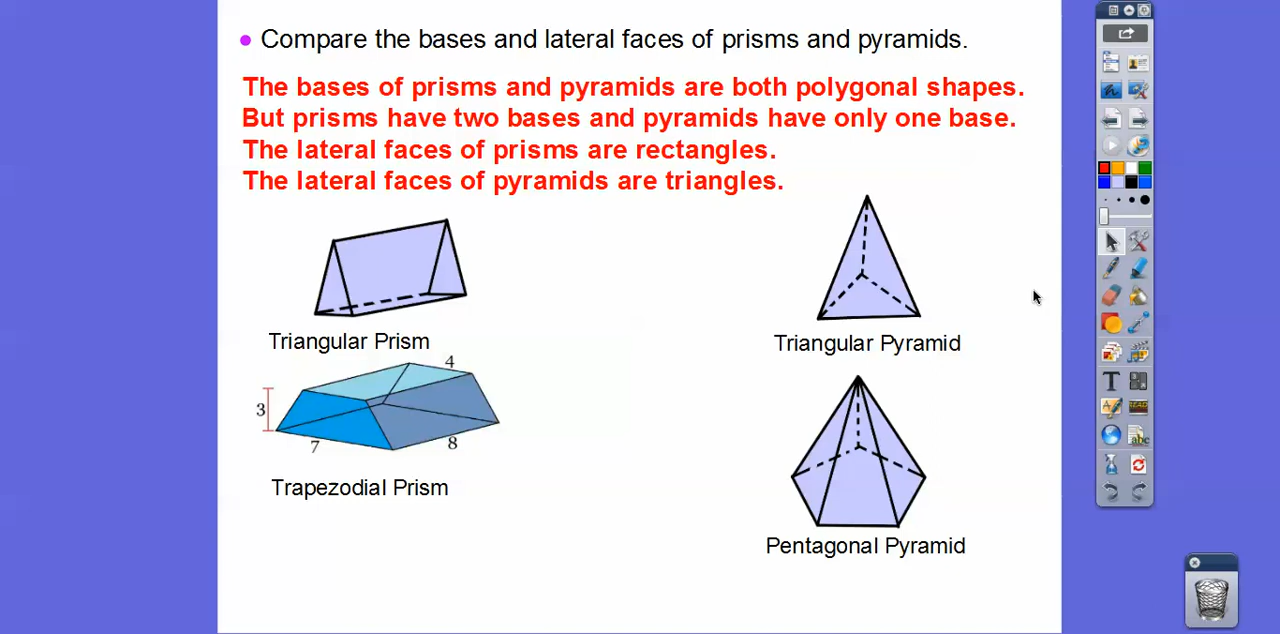 Compare the bases and lateral faces of prisms and pyramids.
The bases of prisms and pyramids are both polygonal shapes.
But prisms have two bases and pyramids have only one base.
The lateral faces of prisms are rectangles.
The lateral faces of pyramids are triangles.
Triangular Prism
Triangular Pyramid
4
3
7
8
Trapezodial Prism
Pentagonal Pyramid